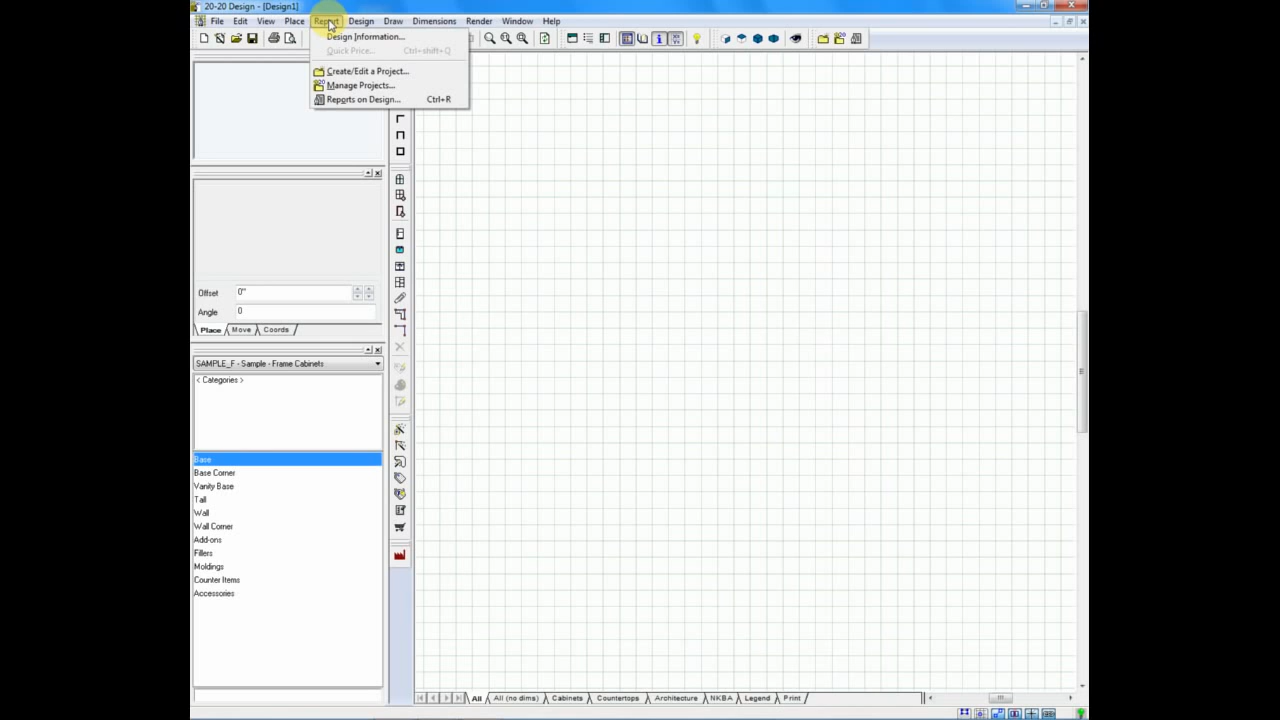 20-20 Design - [Design1]
File Edit View Place Report Design Draw Dimensions Render Window Help
Design Information...
Quick Price... Ctrl+shift+Q
Create/Edit a Project...
Manage Projects...
Reports on Design... Ctrl+R
Offset 0"
Angle 0
Place Move Coords
SAMPLE_F - Sample - Frame Cabinets
< Categories >
Base
Base Corner
Vanity Base
Tall
Wall
Wall Corner
Add-ons
Fillers
Moldings
Counter Items
Accessories
All All (no dims) Cabinets Countertops Architecture NKBA Legend Print